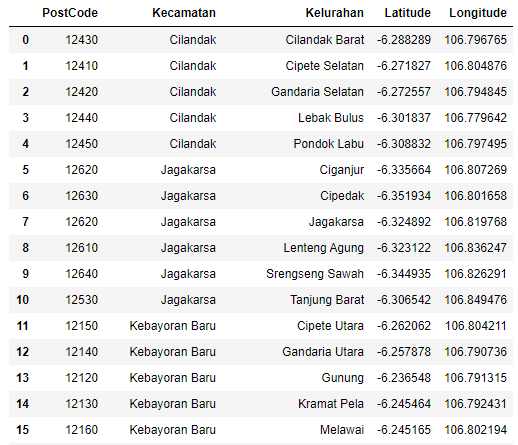 PostCode Kecamatan Kelurahan Latitude Longitude
0 12430 Cilandak Cilandak Barat -6.288289 106.796765
1 12410 Cilandak Cipete Selatan -6.271827 106.804876
2 12420 Cilandak Gandaria Selatan -6.272557 106.794845
3 12440 Cilandak Lebak Bulus -6.301837 106.779642
4 12450 Cilandak Pondok Labu -6.308832 106.797495
5 12620 Jagakarsa Ciganjur -6.335664 106.807269
6 12630 Jagakarsa Cipedak -6.351934 106.801658
7 12620 Jagakarsa Jagakarsa -6.324892 106.819768
8 12610 Jagakarsa Lenteng Agung -6.323122 106.836247
9 12640 Jagakarsa Srengseng Sawah -6.344935 106.826291
10 12530 Jagakarsa Tanjung Barat -6.306542 106.849476
11 12150 Kebayoran Baru Cipete Utara -6.262062 106.804211
12 12140 Kebayoran Baru Gandaria Utara -6.257878 106.790736
13 12120 Kebayoran Baru Gunung -6.236548 106.791315
14 12130 Kebayoran Baru Kramat Pela -6.245464 106.792431
15 12160 Kebayoran Baru Melawai -6.245165 106.802194